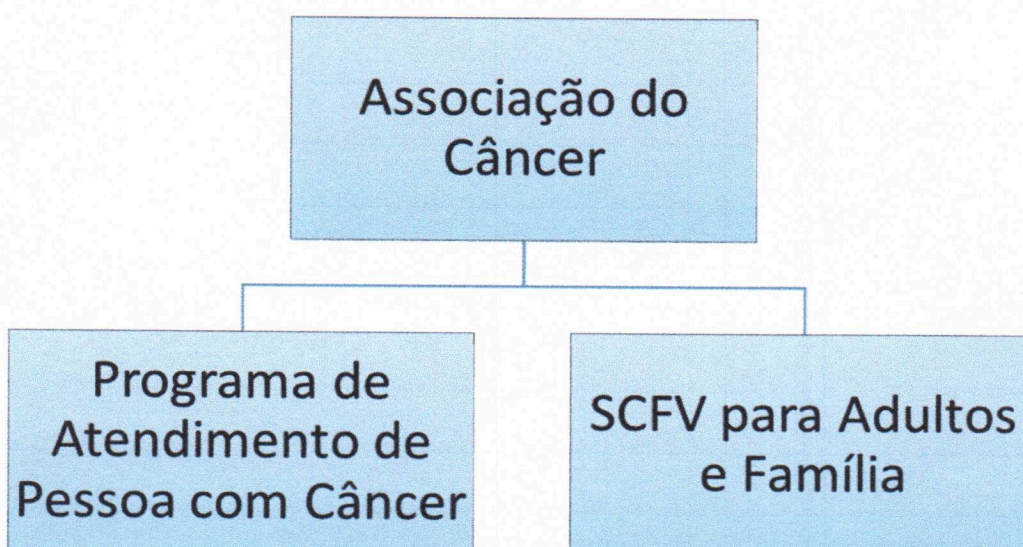 Associação do
Câncer
Programa de
Atendimento de
Pessoa com Câncer
SCFV para Adultos
e Família